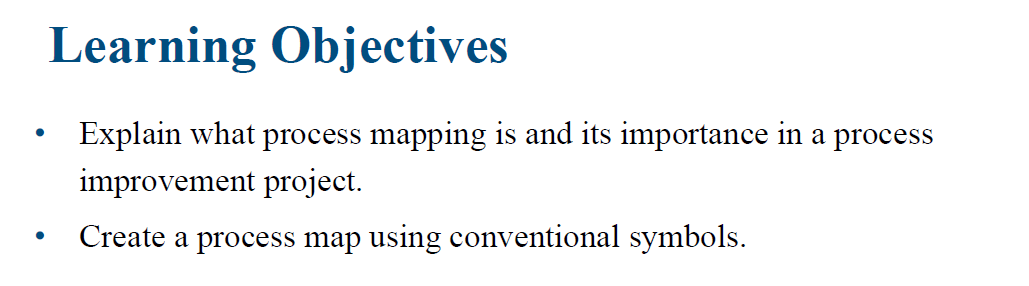 Learning Objectives
• Explain what process mapping is and its importance in a process
improvement project.
• Create a process map using conventional symbols.